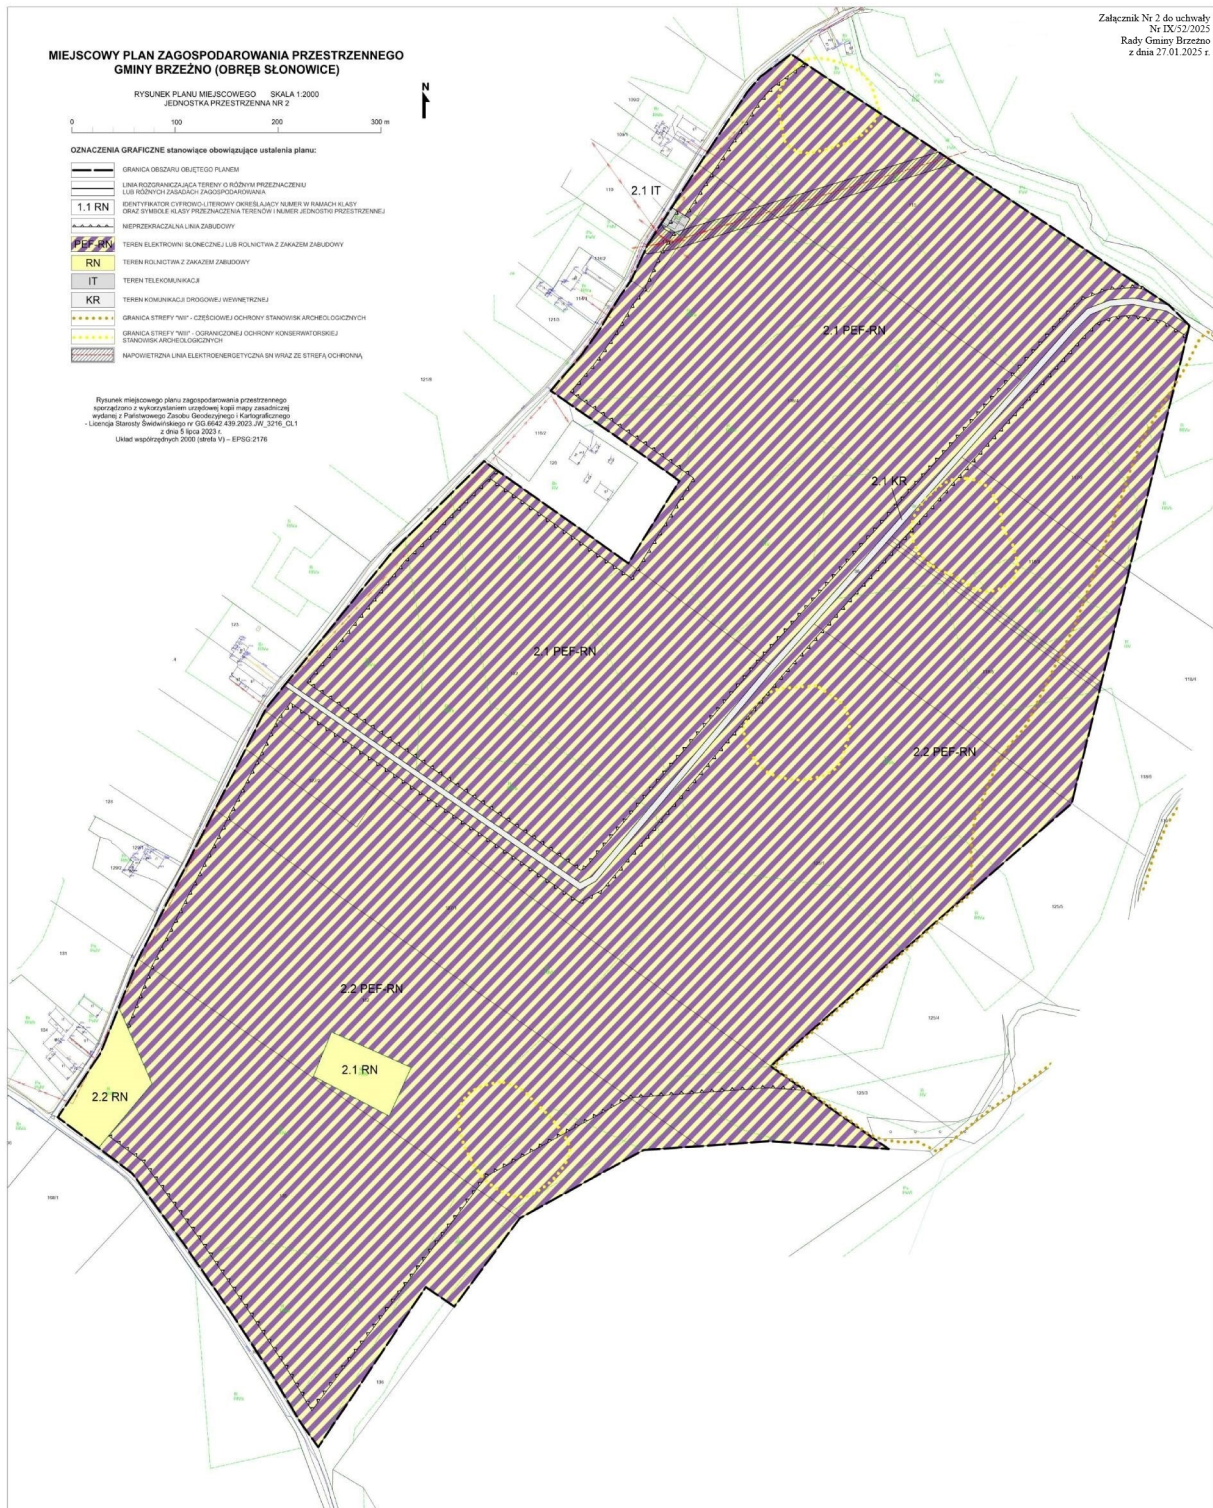 Załącznik Nr 2 do uchwały
Nr IX/52/2025
Rady Gminy Brzeźno
z dnia 27.01.2025 r.
MIEJSCOWY PLAN ZAGOSPODAROWANIA PRZESTRZENNEGO
GMINY BRZEŹNO (OBRĘB SŁONOWICE)
RYSUNEK PLANU MIEJSCOWEGO SKALA 1:2000
JEDNOSTKA PRZESTRZENNA NR 2
N
0 100 200 300 m
OZNACZENIA GRAFICZNE stanowiące obowiązujące ustalenia planu:
GRANICA OBSZARU OBJĘTEGO PLANEM
LINIA ROZGRANICZAJĄCA TERENY O RÓŻNYM PRZEZNACZENIU
LUB RÓŻNYCH ZASADACH ZAGOSPODAROWANIA
1.1 RN IDENTYFIKATOR CYFROWO-LITEROWY OKREŚLAJĄCY NUMER W RAMACH KLASY
ORAZ SYMBOLE KLASY PRZEZNACZENIA TERENÓW I NUMER JEDNOSTKI PRZESTRZENNEJ
NIEPRZEKRACZALNA LINIA ZABUDOWY
PEF-RN TEREN ELEKTROWNI SŁONECZNEJ LUB ROLNICTWA Z ZAKAZEM ZABUDOWY
RN TEREN ROLNICTWA Z ZAKAZEM ZABUDOWY
IT TEREN TELEKOMUNIKACJI
KR TEREN KOMUNIKACJI DROGOWEJ WEWNĘTRZNEJ
GRANICA STREFY "WII" - CZĘŚCIOWEJ OCHRONY STANOWISK ARCHEOLOGICZNYCH
GRANICA STREFY "WIII" - OGRANICZONEJ OCHRONY KONSERWATORSKIEJ
STANOWISK ARCHEOLOGICZNYCH
NAPOWIETRZNA LINIA ELEKTROENERGETYCZNA SN WRAZ ZE STREFĄ OCHRONNĄ
Rysunek miejscowego planu zagospodarowania przestrzennego
sporządzono z wykorzystaniem urzędowej kopii mapy zasadniczej
wydanej z Państwowego Zasobu Geodezyjnego i Kartograficznego
- Licencja Starosty Świdwińskiego nr GG.6642.439.2023.JW_3216_CL1
z dnia 5 lipca 2023 r.
Układ współrzędnych 2000 (strefa V) – EPSG:2176
2.1 IT
2.1 PEF-RN
2.1 KR
2.1 PEF-RN
2.2 PEF-RN
2.2 PEF-RN
2.1 RN
2.2 RN